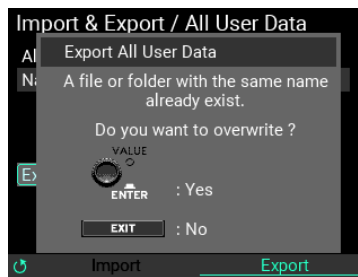 Import & Export / All User Data
Export All User Data
A file or folder with the same name
already exist.
Do you want to overwrite ?
VALUE
ENTER : Yes
EXIT : No
Import Export